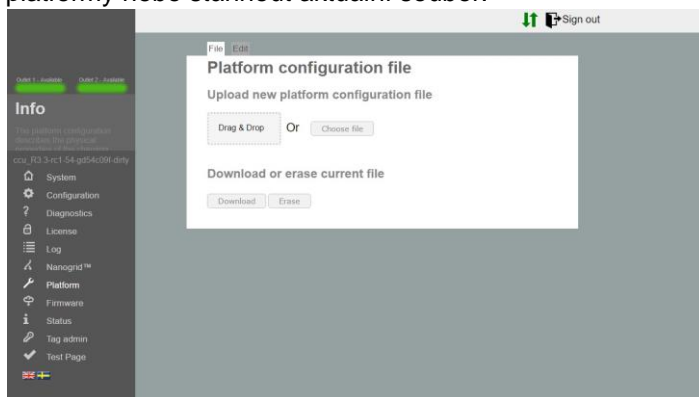 platformy nebo stáhnout aktuální soubor.
Sign out
File Edit
Platform configuration file
Outlet 1 - Available Outlet 2 - Available
Upload new platform configuration file
Info
Drag & Drop Or Choose file
The platform configuration
describes the physical
ccu_R3.3-rc1-54-gd54c09f-dirty
Download or erase current file
System
Configuration
Download Erase
Diagnostics
License
Log
Nanogrid™
Platform
Firmware
Status
Tag admin
Test Page